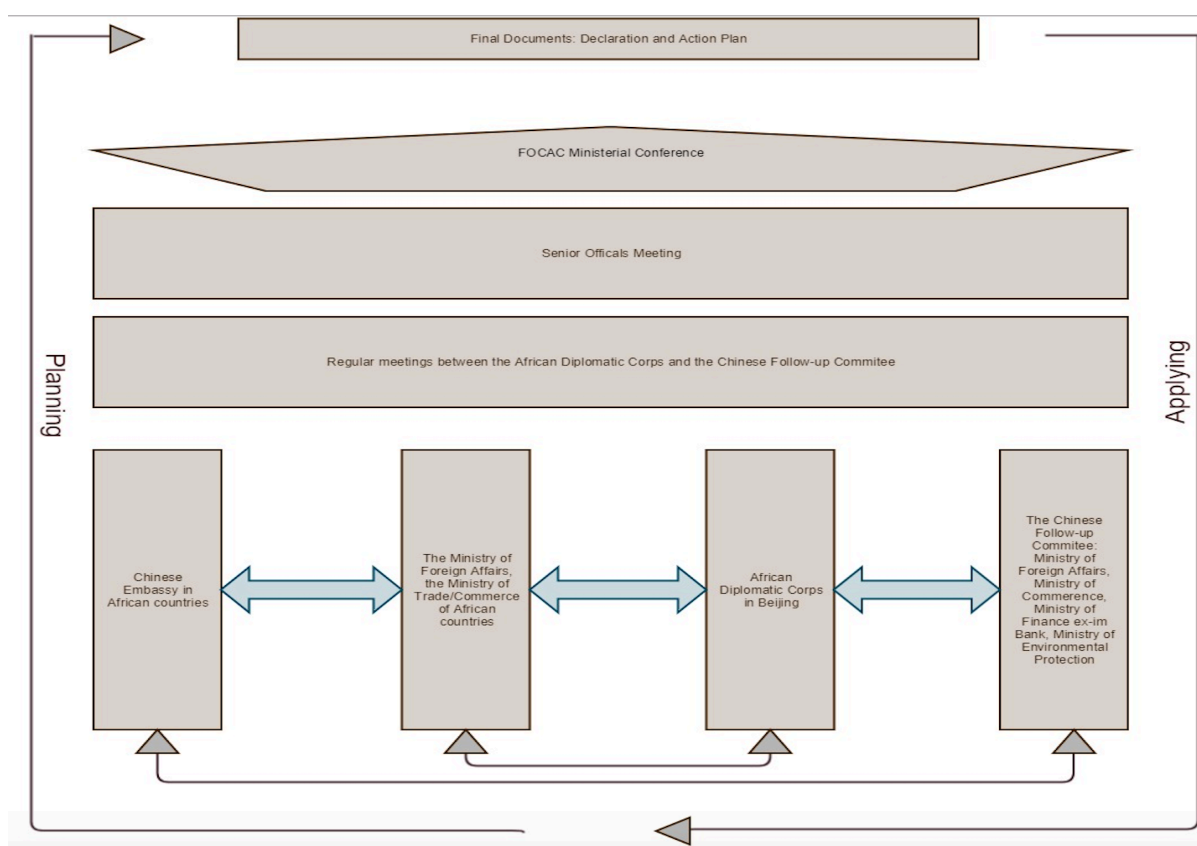 Final Documents: Declaration and Action Plan
FOCAC Ministerial Conference
Senior Officals Meeting
Regular meetings between the African Diplomatic Corps and the Chinese Follow-up Commitee
Planning
Applying
Chinese
Embassy in
African countries
The Ministry of
Foreign Affairs,
the Ministry of
Trade/Commerce
of African
countries
African
Diplomatic Corps
in Beijing
The Chinese
Follow-up
Commitee:
Ministry of
Foreign Affairs,
Ministry of
Commerence,
Ministry of
Finance ex-im
Bank, Ministry of
Environmental
Protection